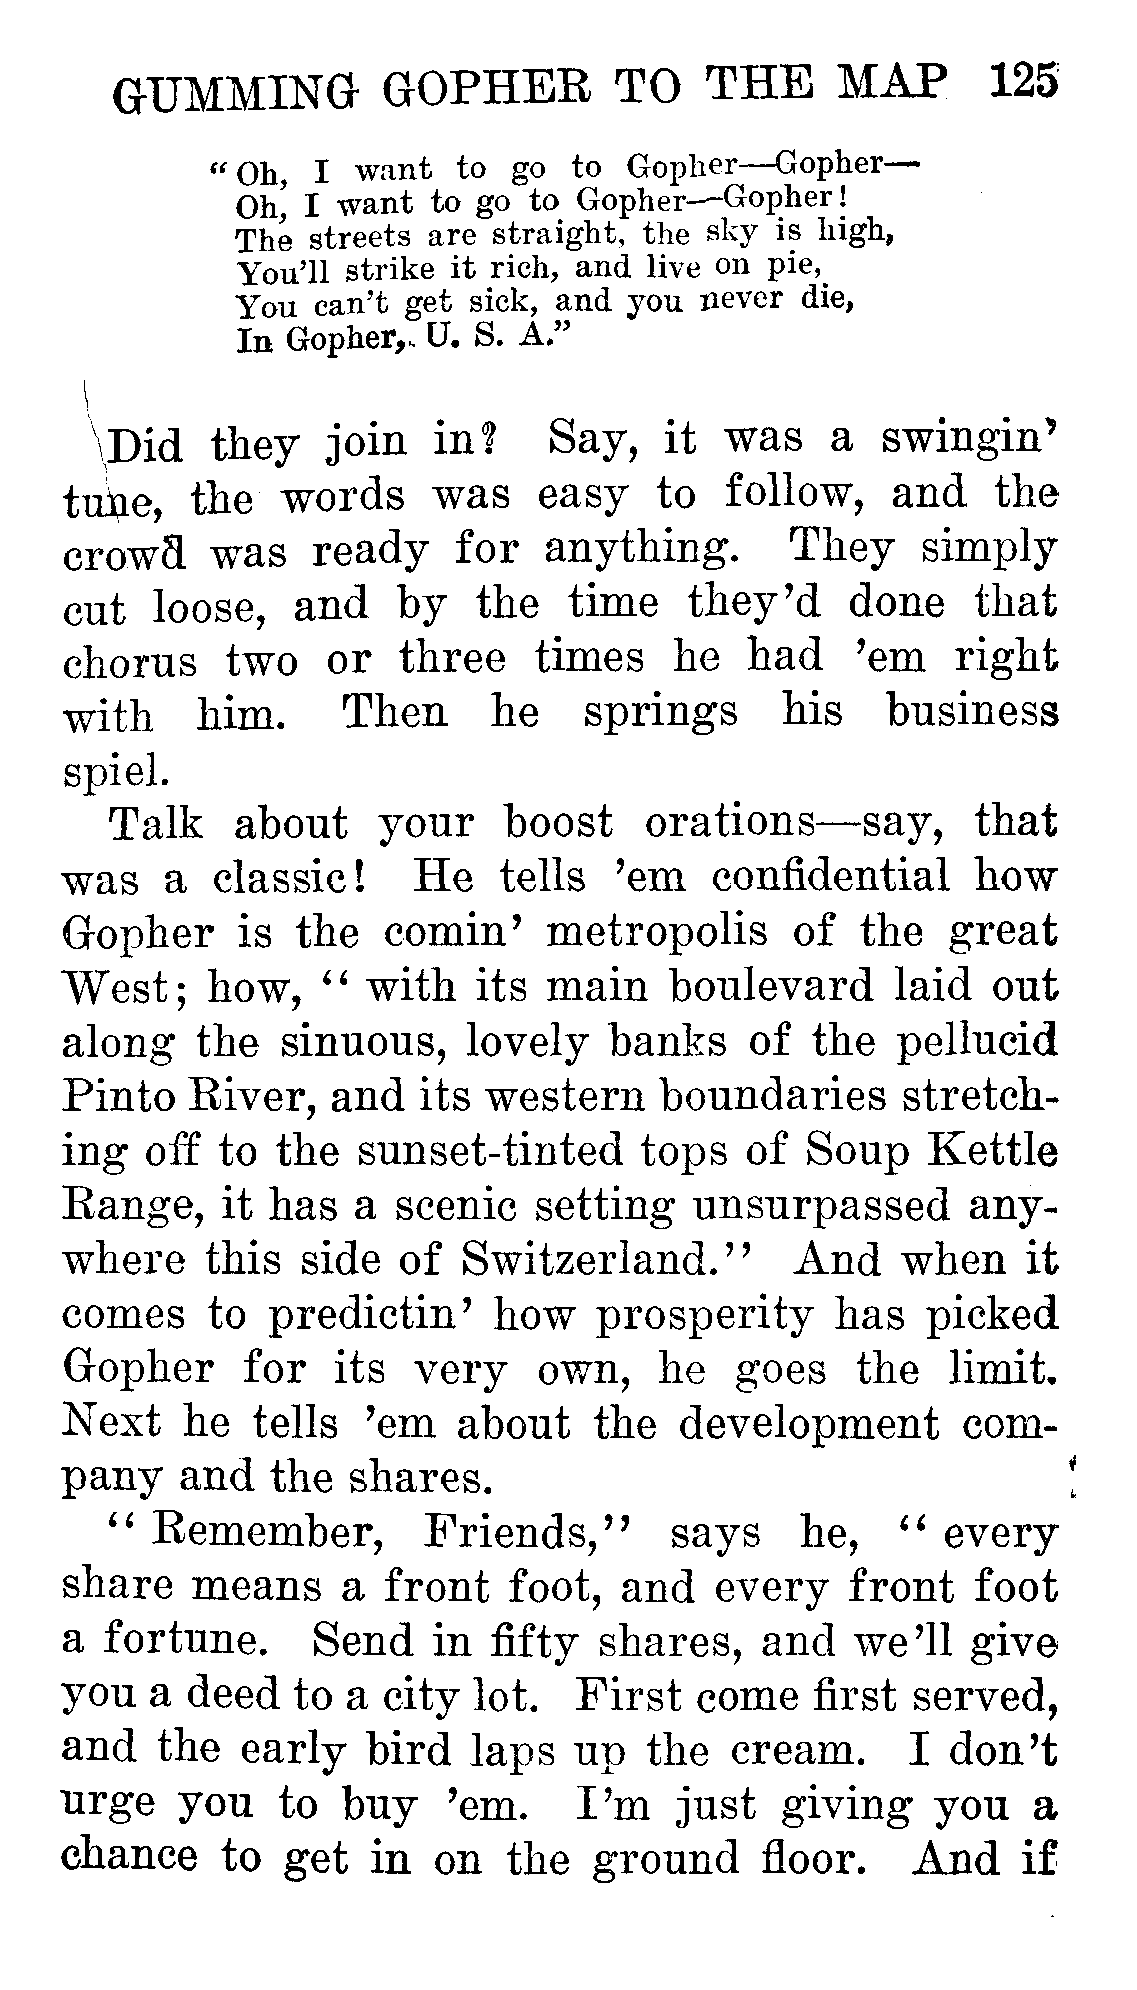 GUMMING GOPHER TO THE MAP 125
“Oh, I want to go to Gopher—Gopher—
Oh, I want to go to Gopher—Gopher!
The streets are straight, the sky is high,
You’ll strike it rich, and live on pie,
You can’t get sick, and you never die,
In Gopher, U. S. A.”
Did they join in? Say, it was a swingin’
tune, the words was easy to follow, and the
crowd was ready for anything. They simply
cut loose, and by the time they’d done that
chorus two or three times he had ’em right
with him. Then he springs his business
spiel.
Talk about your boost orations—say, that
was a classic! He tells ’em confidential how
Gopher is the comin’ metropolis of the great
West; how, “with its main boulevard laid out
along the sinuous, lovely banks of the pellucid
Pinto River, and its western boundaries stretch-
ing off to the sunset-tinted tops of Soup Kettle
Range, it has a scenic setting unsurpassed any-
where this side of Switzerland.” And when it
comes to predictin’ how prosperity has picked
Gopher for its very own, he goes the limit.
Next he tells ’em about the development com-
pany and the shares.
“Remember, Friends,” says he, “every
share means a front foot, and every front foot
a fortune. Send in fifty shares, and we’ll give
you a deed to a city lot. First come first served,
and the early bird laps up the cream. I don’t
urge you to buy ’em. I’m just giving you a
chance to get in on the ground floor. And if